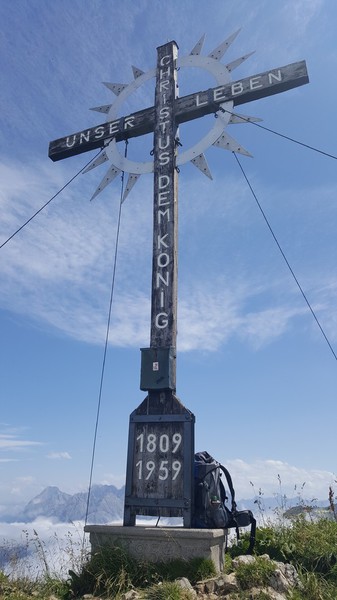 CHRISTUS DEM KÖNIG
UNSER LEBEN
1809
1959